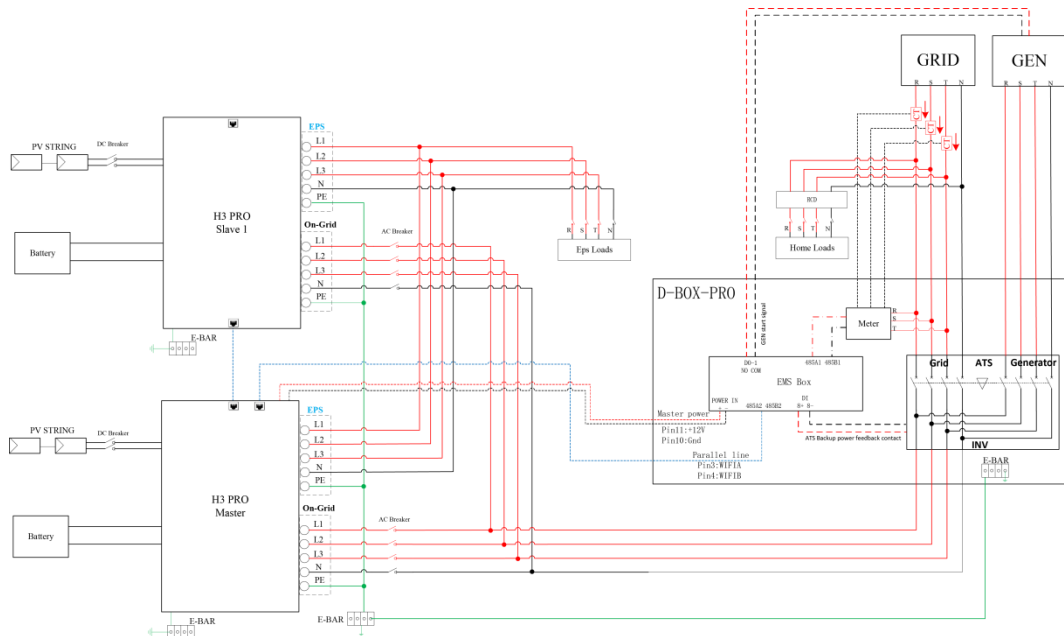 GRID
GEN
R S T N
R S T N
CT
CT
CT
EPS
L1
L2
L3
N
PE
PV STRING
DC Breaker
H3 PRO
Slave 1
On-Grid
AC Breaker
L1
L2
L3
N
PE
Battery
E-BAR
R S T N
Eps Loads
RCD
R S T N
Home Loads
D-BOX-PRO
GEN start signal
Meter
R
S
T
DO-1
NO COM
485A1 485B1
EMS Box
POWER IN
+ -
485A2 485B2
DI
B+ B-
Grid
ATS
Generator
INV
ATS Backup power feedback contact
Master power
Pin11:+12V
Pin10:Gnd
Parallel line
Pin3:WIFIA
Pin4:WIFIB
E-BAR
EPS
L1
L2
L3
N
PE
PV STRING
DC Breaker
H3 PRO
Master
On-Grid
AC Breaker
L1
L2
L3
N
PE
Battery
E-BAR
E-BAR